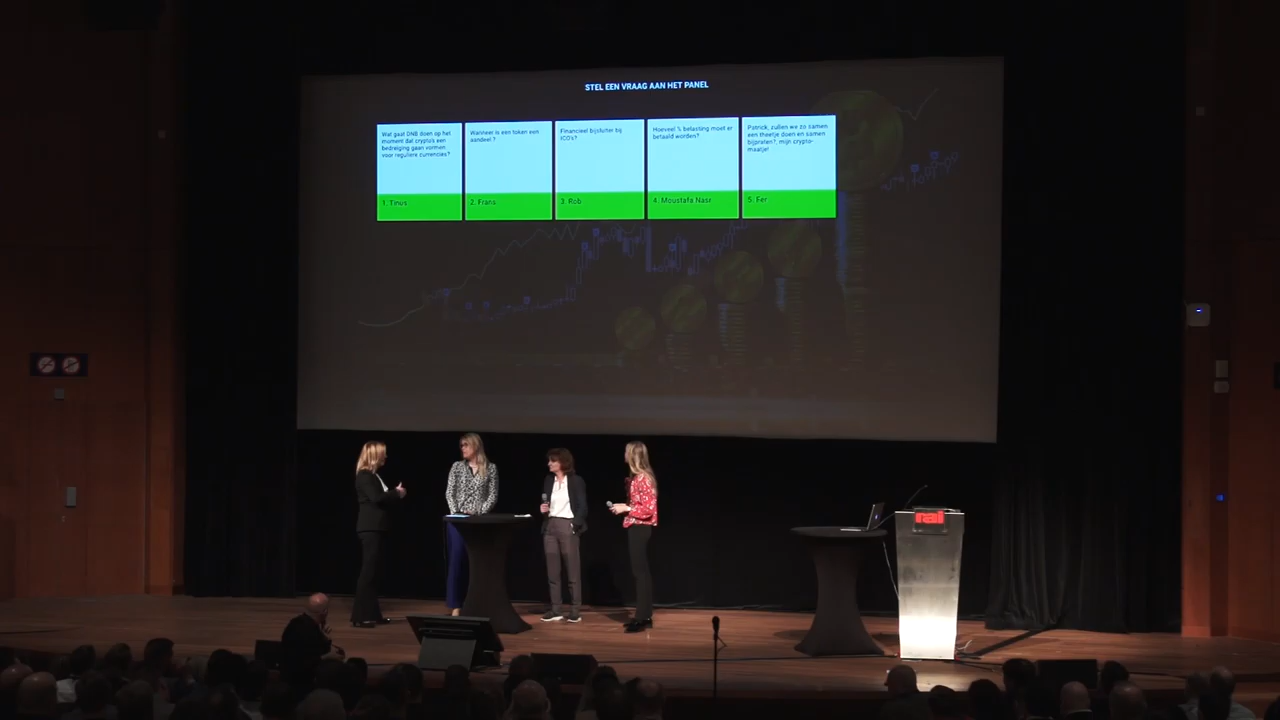 STEL EEN VRAAG AAN HET PANEL
Wat gaat DNB doen op het
moment dat crypto's een
bedreiging gaan vormen
voor reguliere currencies?
1. Tinus
Wanneer is een token een
aandeel?
2. Frans
Financieel bijsluiter bij
ICO's?
3. Rob
Hoeveel % belasting moet er
betaald worden?
4. Moustafa Nasr
Patrick, zullen we zo samen
een theetje doen en samen
bijpraten?, mijn crypto-
maatje!
5. Fer
rai